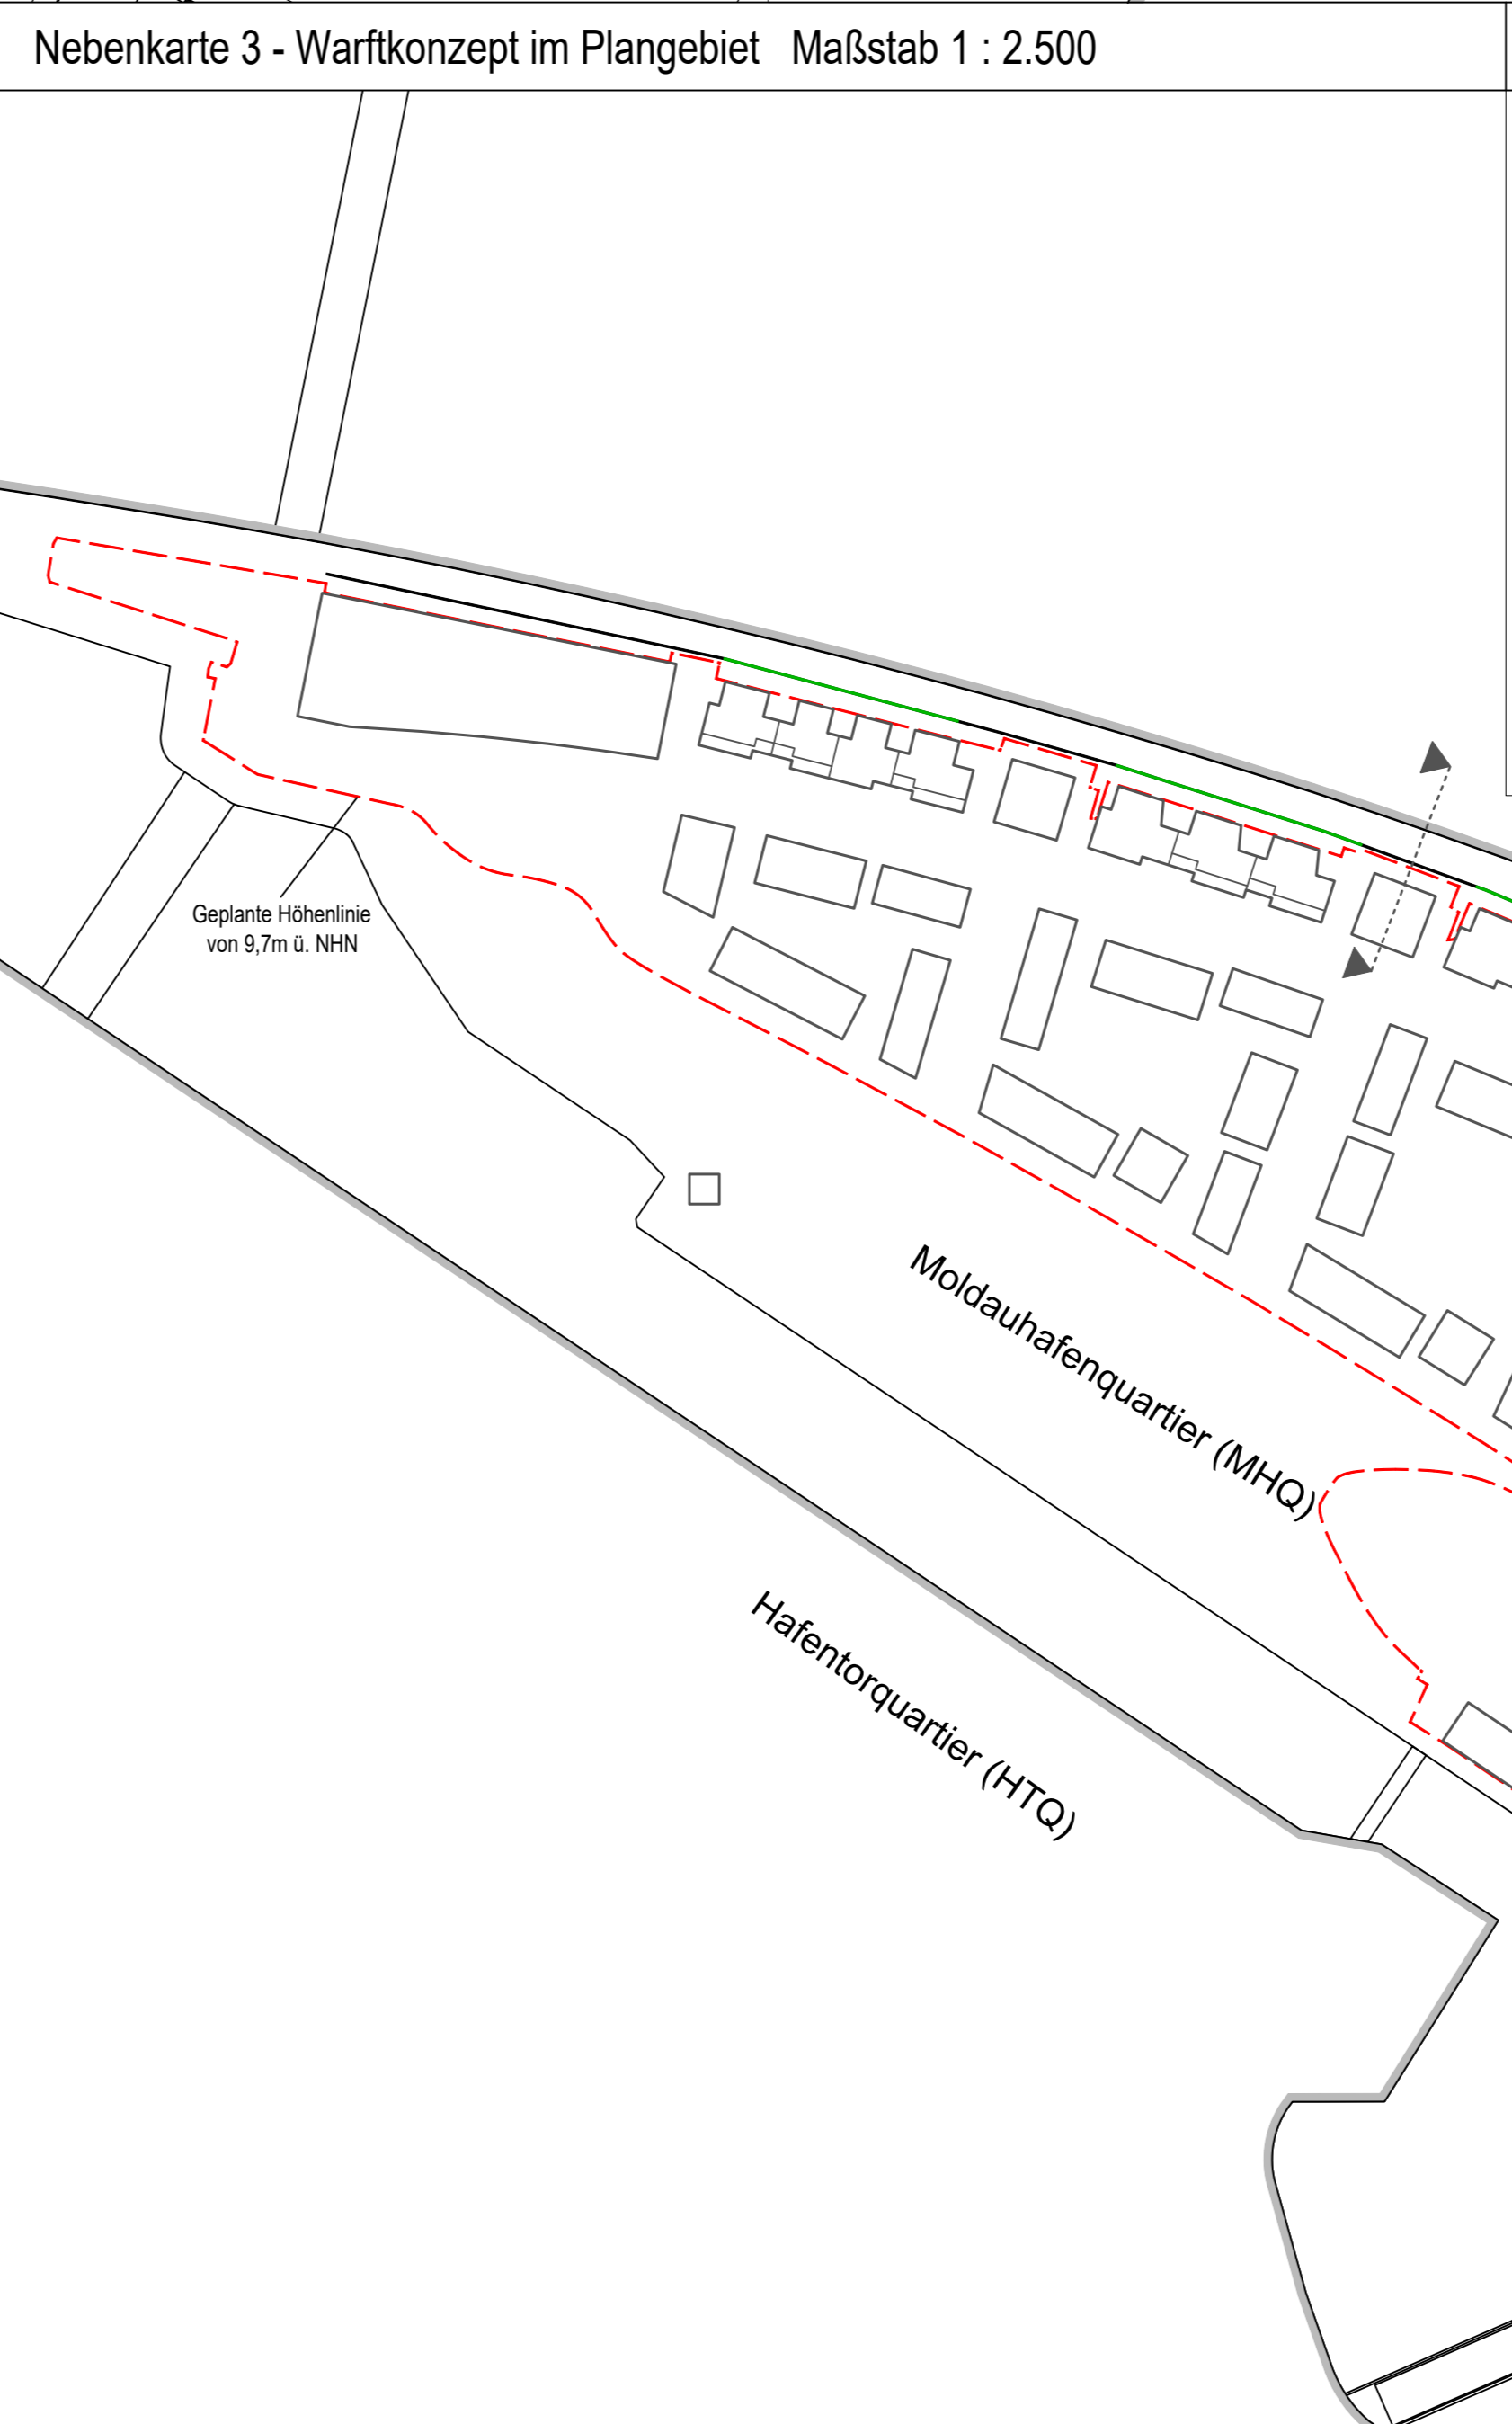 Nebenkarte 3 - Warftkonzept im Plangebiet Maßstab 1 : 2.500
Geplante Höhenlinie
von 9,7m ü. NHN
Moldauhafenquartier (MHQ)
Hafentorquartier (HTQ)